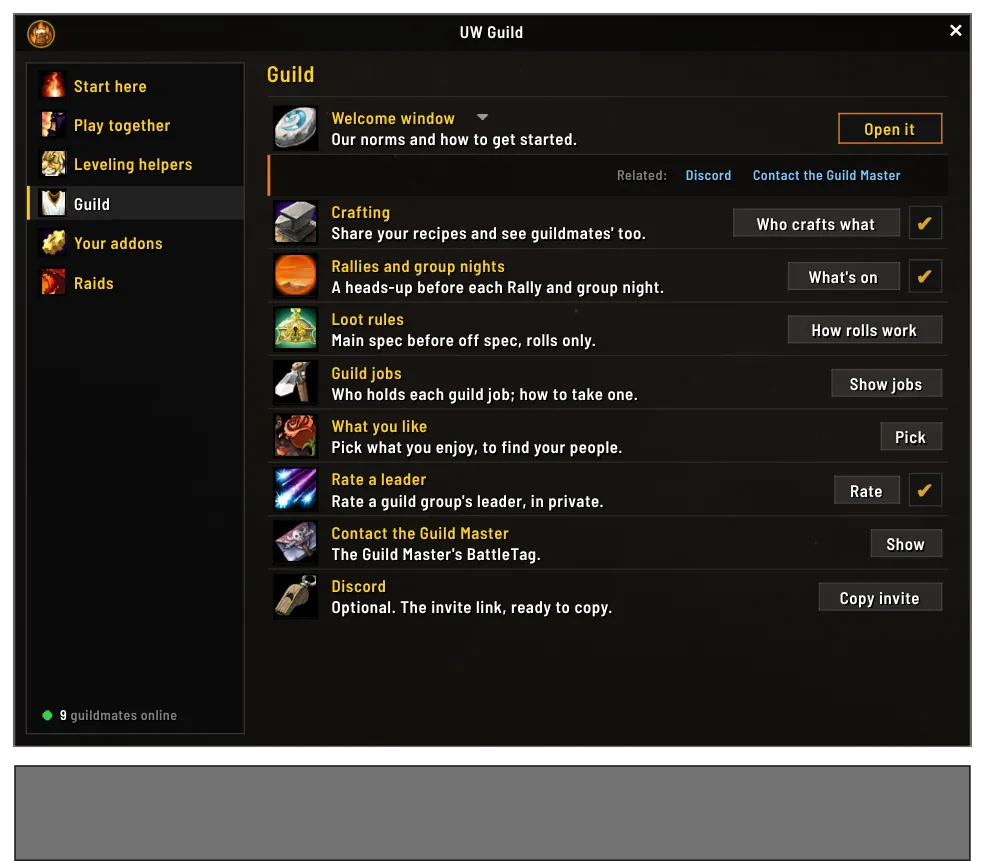 UW Guild
Start here
Play together
Leveling helpers
Guild
Your addons
Raids
9 guildmates online
Guild
Welcome window
Our norms and how to get started.
Open it
Related: Discord Contact the Guild Master
Crafting
Share your recipes and see guildmates' too.
Who crafts what
Rallies and group nights
A heads-up before each Rally and group night.
What's on
Loot rules
Main spec before off spec, rolls only.
How rolls work
Guild jobs
Who holds each guild job; how to take one.
Show jobs
What you like
Pick what you enjoy, to find your people.
Pick
Rate a leader
Rate a guild group's leader, in private.
Rate
Contact the Guild Master
The Guild Master's BattleTag.
Show
Discord
Optional. The invite link, ready to copy.
Copy invite